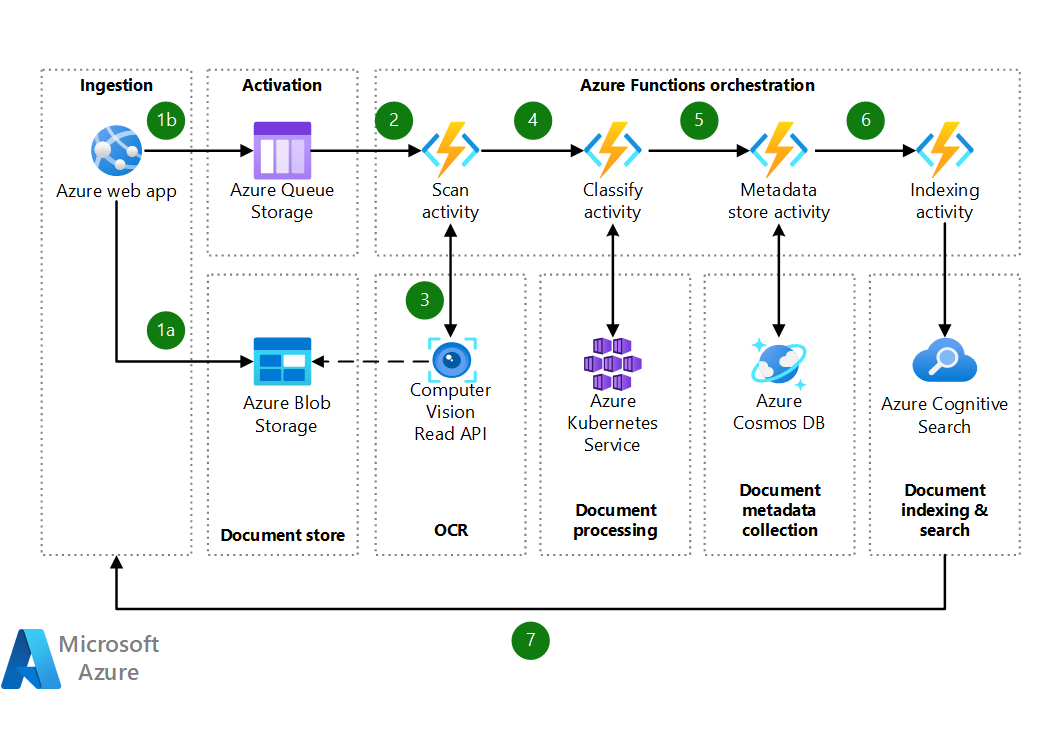 Ingestion
Activation
Azure Functions orchestration
1b
2
4
5
6
Azure web app
Azure Queue
Storage
Scan
activity
Classify
activity
Metadata
store activity
Indexing
activity
3
1a
Azure Blob
Storage
Computer
Vision
Read API
Azure
Kubernetes
Service
Azure
Cosmos DB
Azure Cognitive
Search
Document store
OCR
Document
processing
Document
metadata
collection
Document
indexing &
search
7
Microsoft
Azure